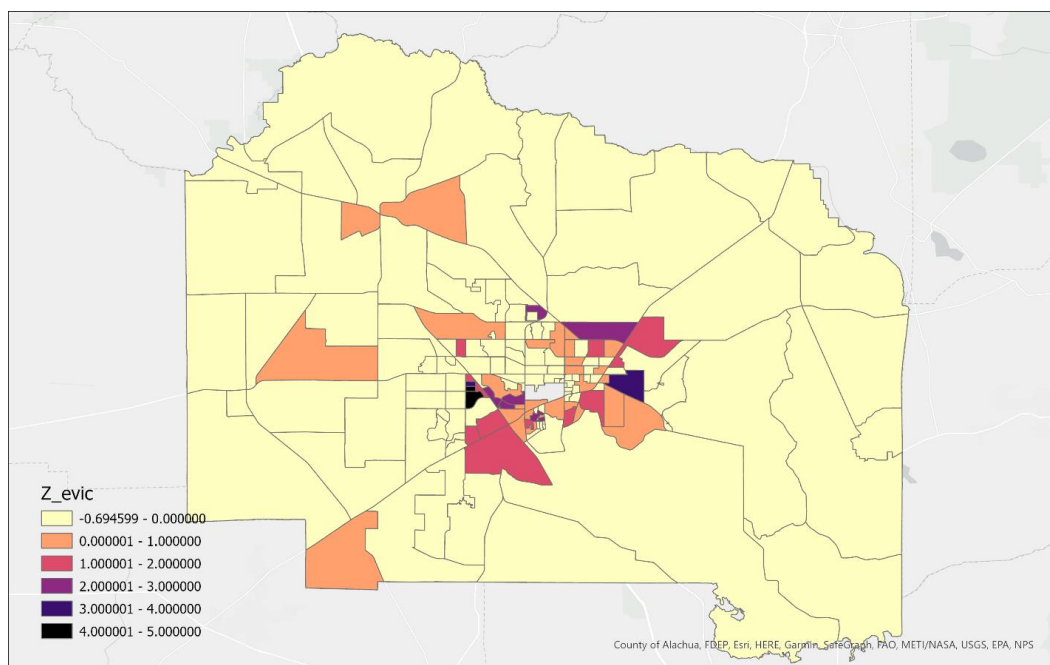 Z_evic
-0.694599 - 0.000000
0.000001 - 1.000000
1.000001 - 2.000000
2.000001 - 3.000000
3.000001 - 4.000000
4.000001 - 5.000000
County of Alachua, FDEP, Esri, HERE, Garmin, SafeGraph, FAO, METI/NASA, USGS, EPA, NPS